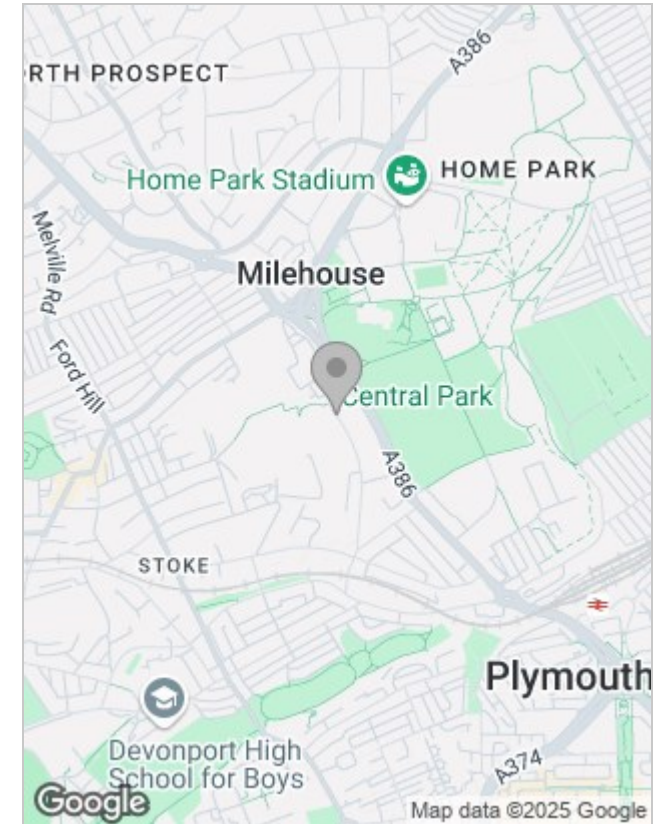 A386
RTH PROSPECT
Home Park Stadium
HOME PARK
Melville Rd
Milehouse
Ford Hill
Central Park
A386
STOKE
Plymouth
Devonport High
School for Boys
A374
Google
Map data ©2025 Google